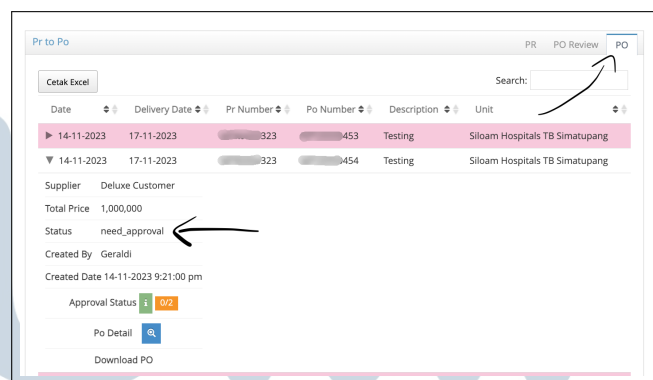 Pr to Po
PR PO Review PO
Cetak Excel
Search:
Date Delivery Date Pr Number Po Number Description Unit
14-11-2023 17-11-2023 323 453 Testing Siloam Hospitals TB Simatupang
14-11-2023 17-11-2023 323 454 Testing Siloam Hospitals TB Simatupang
Supplier Deluxe Customer
Total Price 1,000,000
Status need_approval
Created By Geraldi
Created Date 14-11-2023 9:21:00 pm
Approval Status i 0/2
Po Detail
Download PO